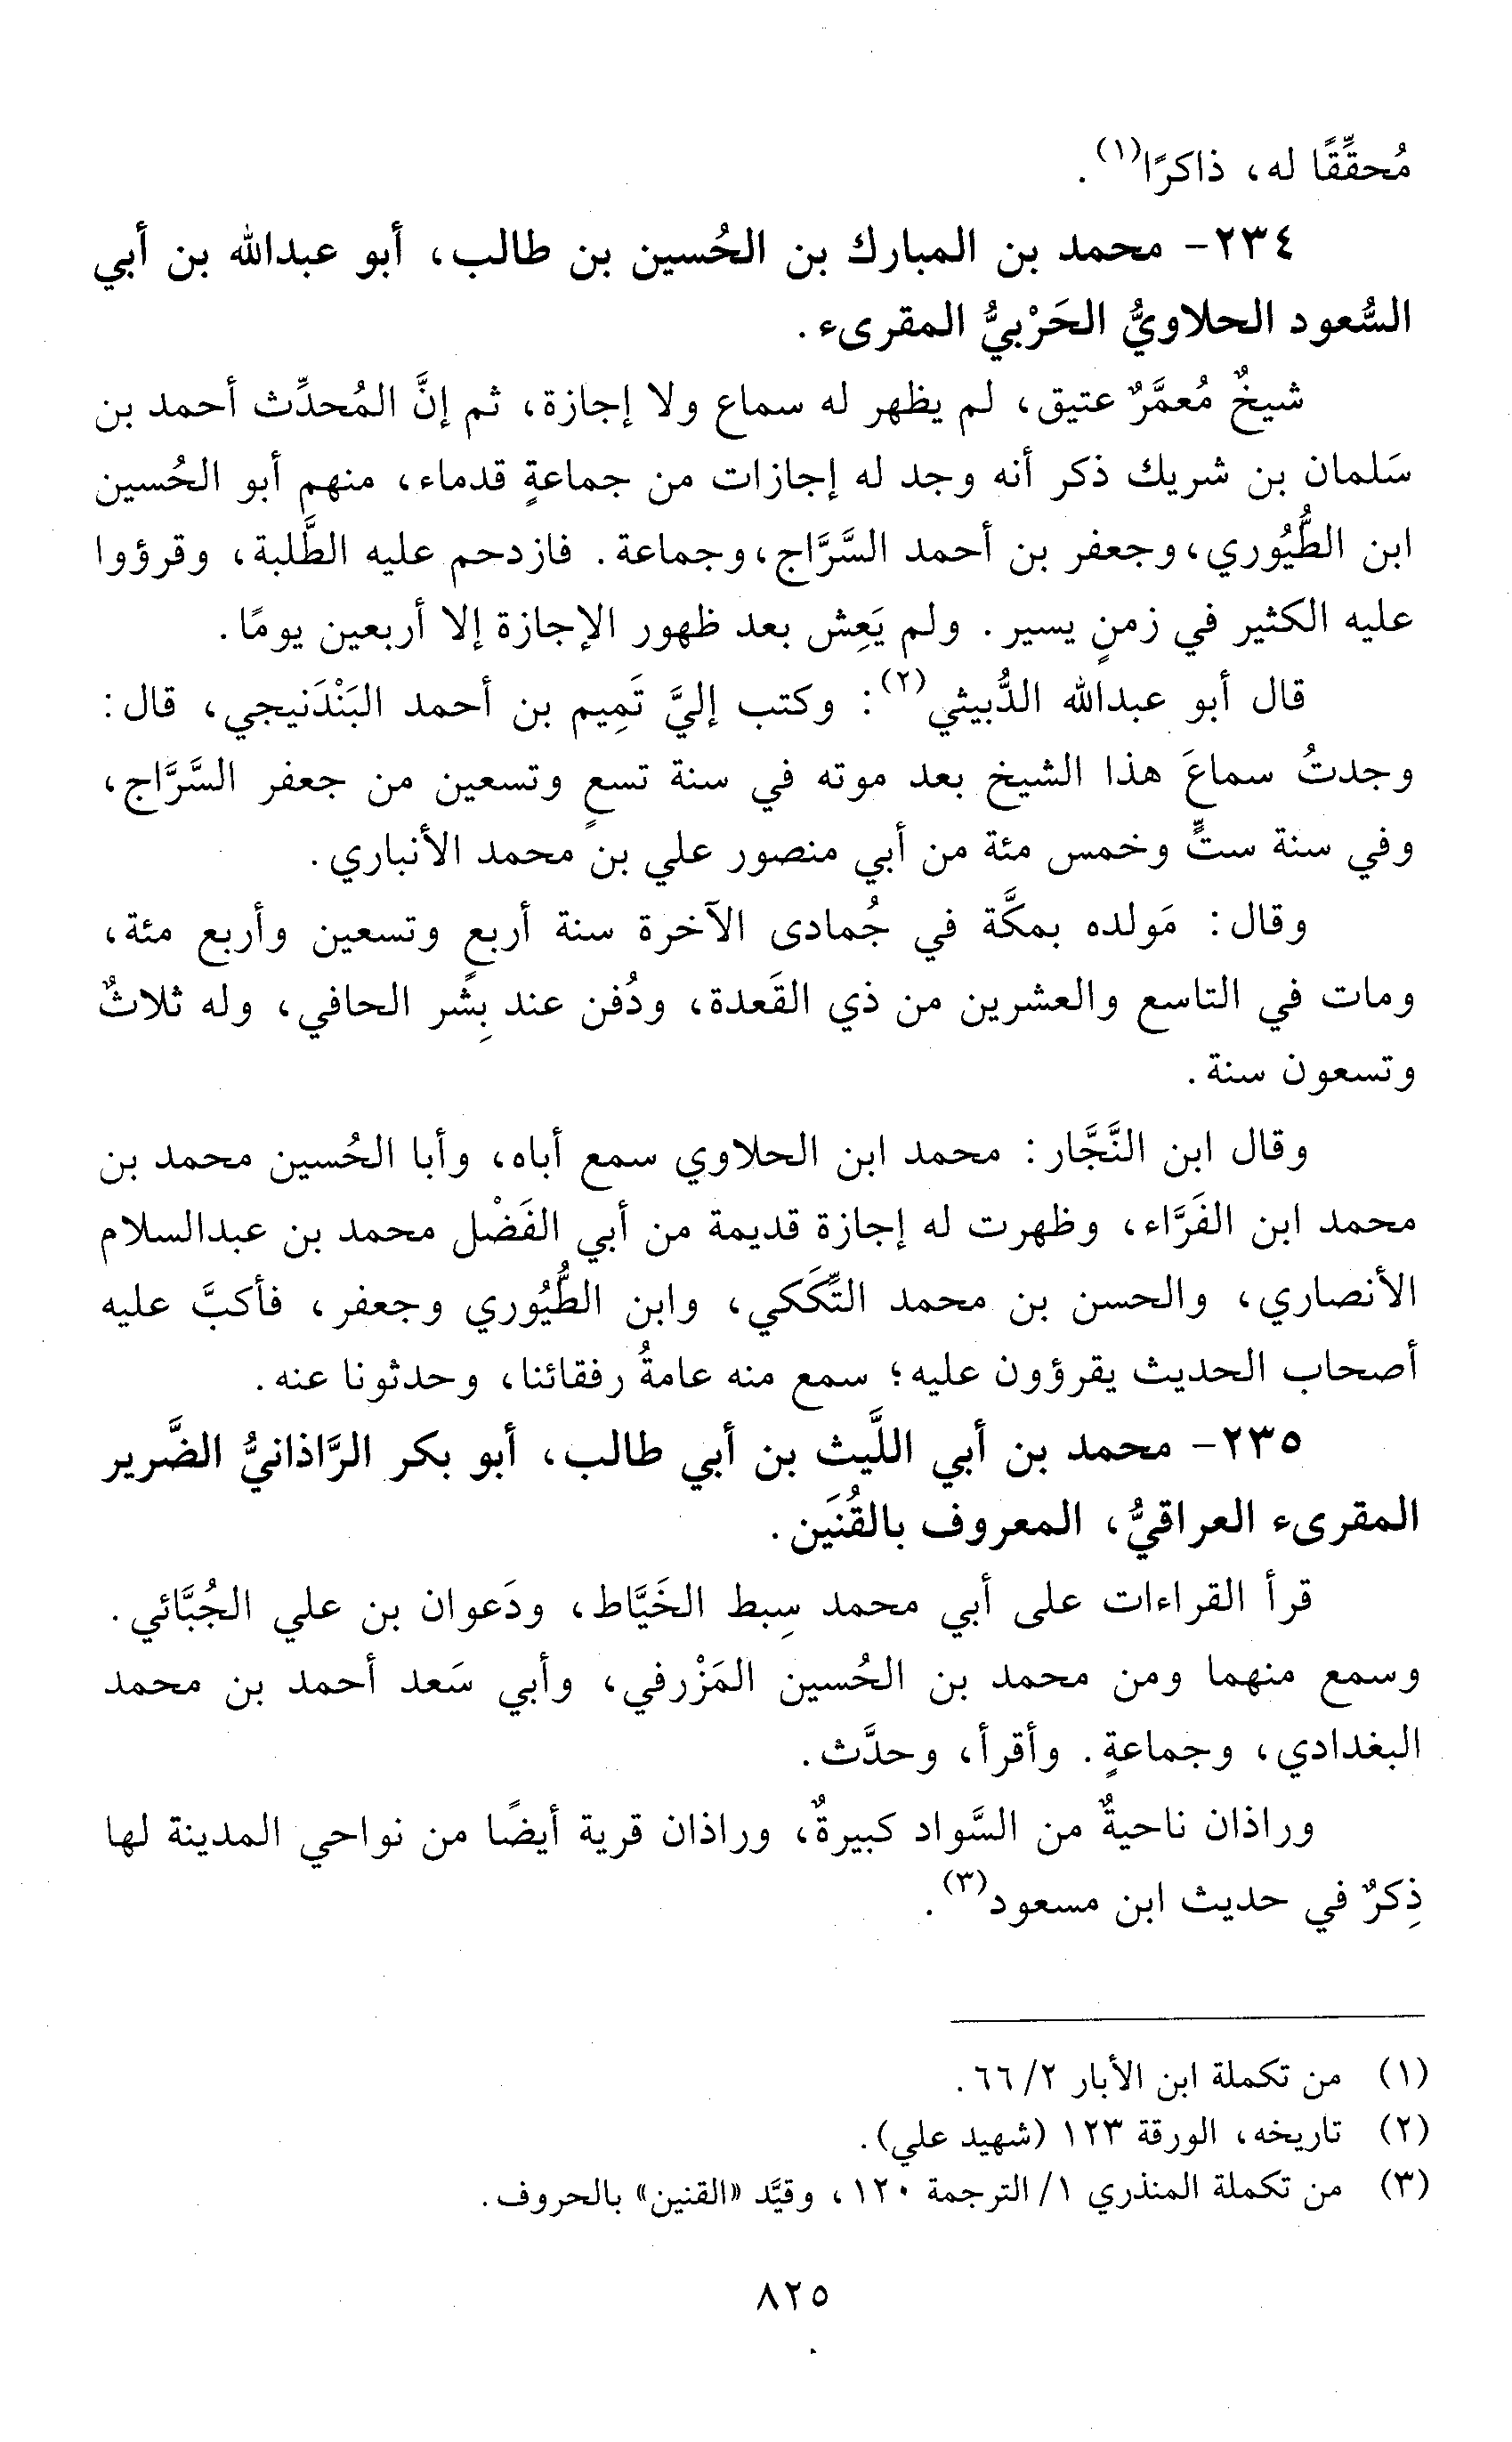 مُحقِّقًا له، ذاكرًا(١).
٢٣٤- محمد بن المبارك بن الحُسين بن طالب، أبو عبدالله بن أبي
السُّعود الحلاويُّ الحَرْبيُّ المقرىء.
شيخٌ مُعمَّرٌ عتيق، لم يظهر له سماع ولا إجازة، ثم إنَّ المُحدِّث أحمد بن
سَلمان بن شريك ذكر أنه وجد له إجازات من جماعةٍ قدماء، منهم أبو الحُسين
ابن الطُّيُوري، وجعفر بن أحمد السَّرَّاج، وجماعة. فازدحم عليه الطَّلبة، وقرؤوا
عليه الكثير في زمنٍ يسير. ولم يَعِش بعد ظهور الإجازة إلا أربعين يومًا.
قال أبو عبدالله الدُّبيثي(٢): وكتب إليَّ تَمِيم بن أحمد البَنْدَنيجي، قال:
وجدتُ سماعَ هذا الشيخ بعد موته في سنة تسعٍ وتسعين من جعفر السَّرَّاج،
وفي سنة ستٍّ وخمس مئة من أبي منصور علي بن محمد الأنباري.
وقال: مَولده بمكَّة في جُمادى الآخرة سنة أربعٍ وتسعين وأربع مئة،
ومات في التاسع والعشرين من ذي القَعدة، ودُفن عند بِشْر الحافي، وله ثلاثٌ
وتسعون سنة.
وقال ابن النَّجَّار: محمد ابن الحلاوي سمع أباه، وأبا الحُسين محمد بن
محمد ابن الفَرَّاء، وظهرت له إجازة قديمة من أبي الفَضْل محمد بن عبدالسلام
الأنصاري، والحسن بن محمد التِّكَكي، وابن الطُّيُوري وجعفر، فأكبَّ عليه
أصحاب الحديث يقرؤون عليه؛ سمع منه عامةُ رفقائنا، وحدثونا عنه.
٢٣٥- محمد بن أبي اللَّيث بن أبي طالب، أبو بكر الرَّاذانيُّ الضَّرير
المقرىء العراقيُّ، المعروف بالقُنَين.
قرأ القراءات على أبي محمد سِبط الخَيَّاط، ودَعوان بن علي الجُبَّائي.
وسمع منهما ومن محمد بن الحُسين المَزْرفي، وأبي سَعد أحمد بن محمد
البغدادي، وجماعةٍ. وأقرأ، وحدَّث.
وراذان ناحيةٌ من السَّواد كبيرةٌ، وراذان قرية أيضًا من نواحي المدينة لها
ذِكرٌ في حديث ابن مسعود(٣).
(١) من تكملة ابن الأبار ٢/ ٦٦.
(٢) تاريخه، الورقة ١٢٣ (شهيد علي).
(٣) من تكملة المنذري ١/ الترجمة ١٢٠، وقيَّد «القنين» بالحروف.
٨٢٥